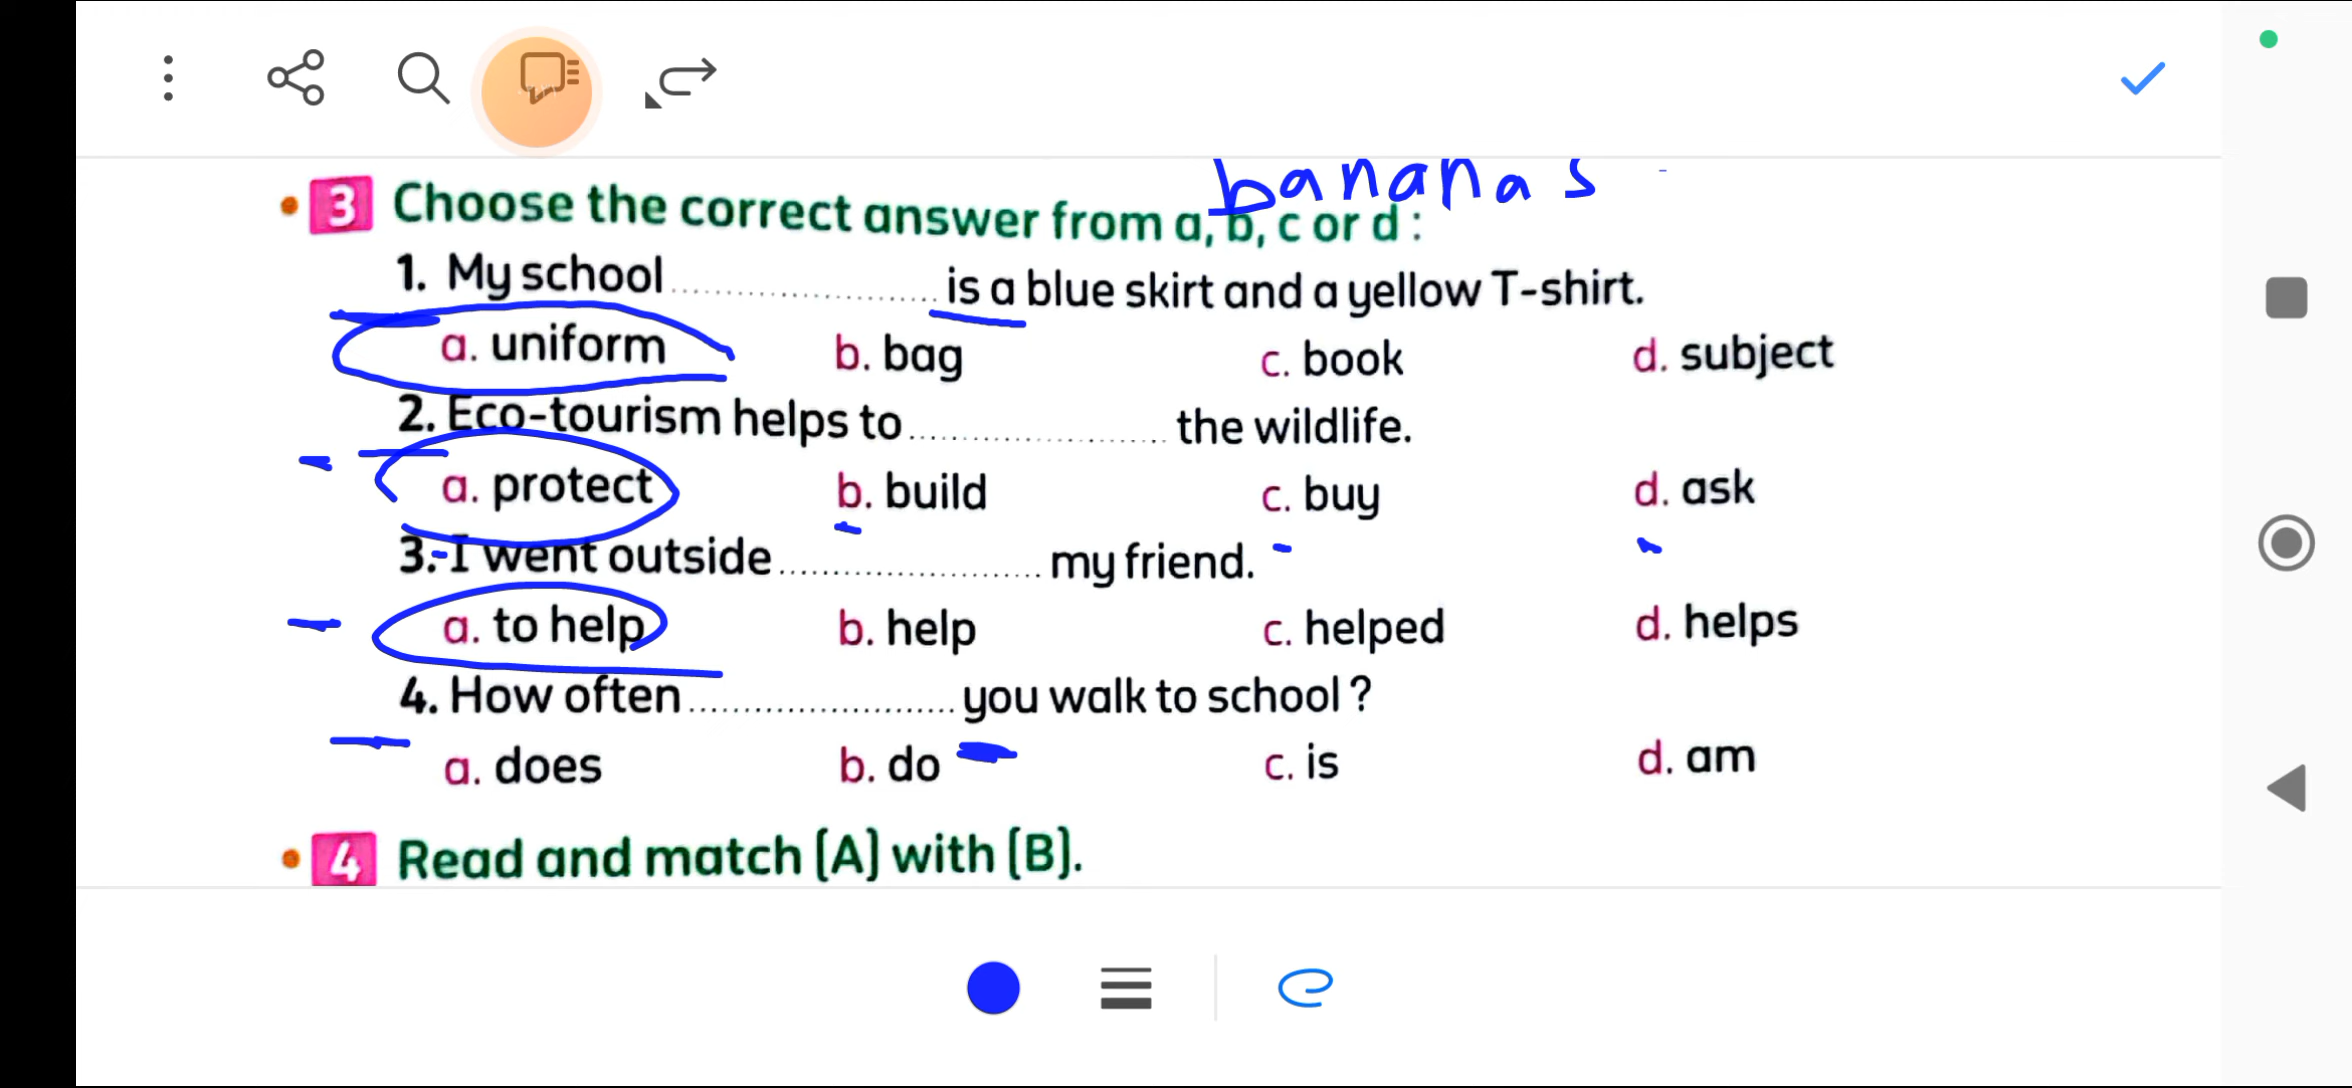 bananas
3 Choose the correct answer from a, b, c or d :
1. My school .................... is a blue skirt and a yellow T-shirt.
a. uniform b. bag c. book d. subject
2. Eco-tourism helps to .................... the wildlife.
a. protect b. build c. buy d. ask
3. I went outside .................... my friend.
a. to help b. help c. helped d. helps
4. How often .................... you walk to school ?
a. does b. do c. is d. am
4 Read and match (A) with (B).